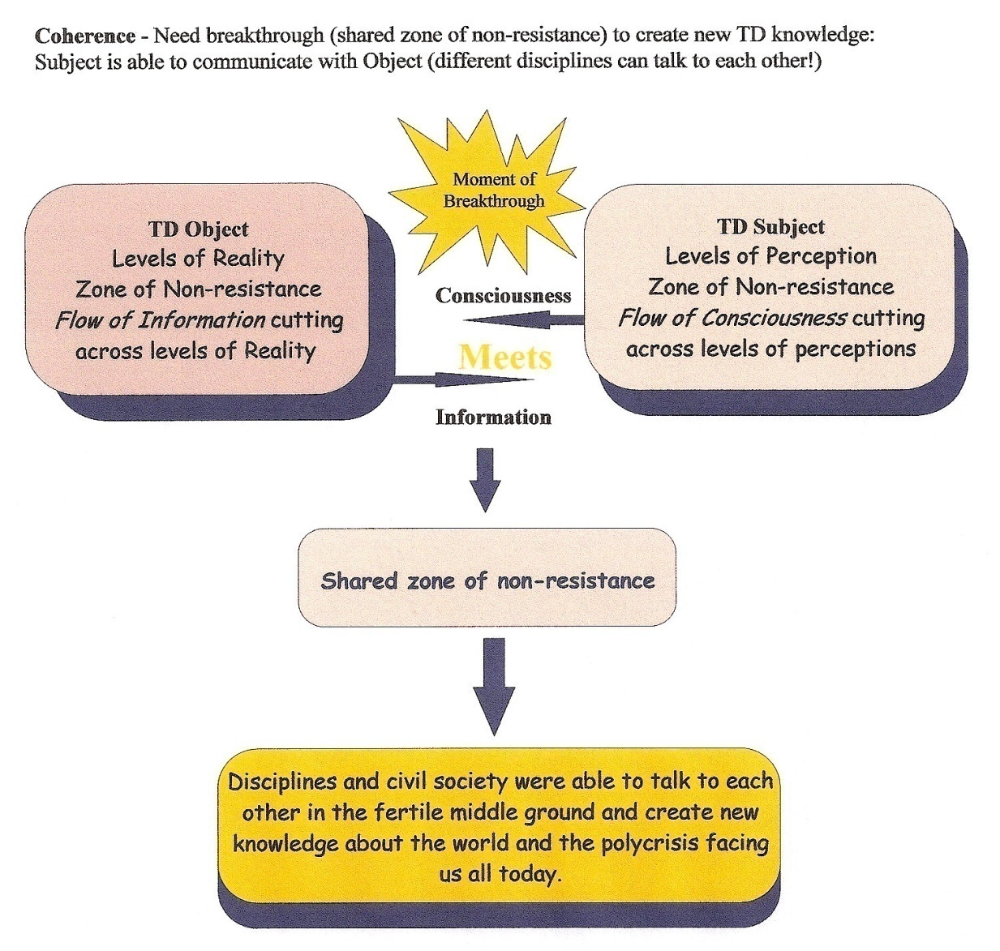 Coherence - Need breakthrough (shared zone of non-resistance) to create new TD knowledge:
Subject is able to communicate with Object (different disciplines can talk to each other!)
Moment of
Breakthrough
TD Object
Levels of Reality
Zone of Non-resistance
Flow of Information cutting
across levels of Reality
Consciousness
Meets
Information
TD Subject
Levels of Perception
Zone of Non-resistance
Flow of Consciousness cutting
across levels of perceptions
Shared zone of non-resistance
Disciplines and civil society were able to talk to each
other in the fertile middle ground and create new
knowledge about the world and the polycrisis facing
us all today.